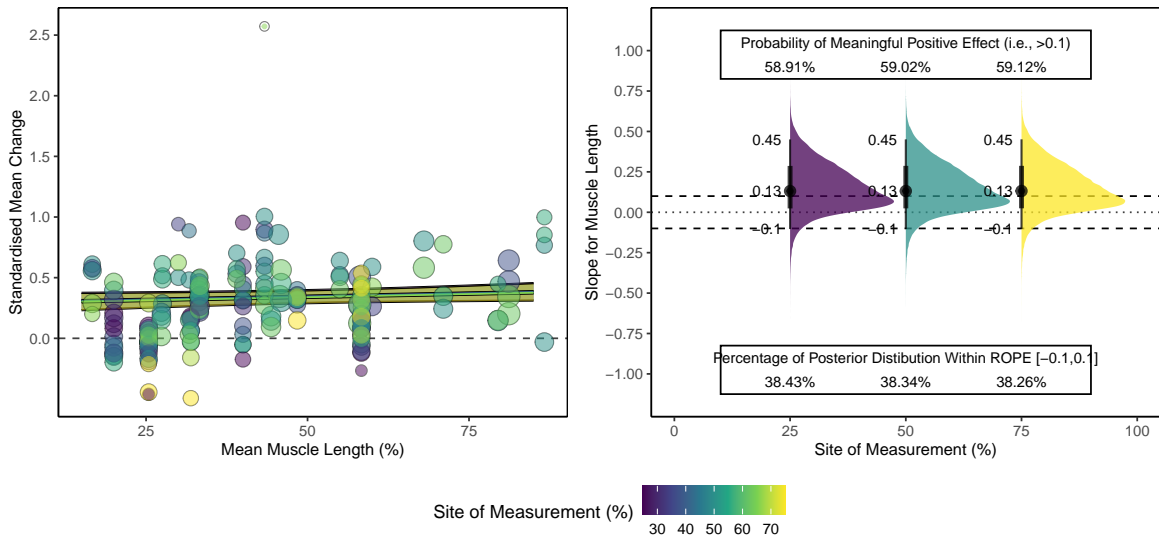 2.5
2.0
1.5
1.0
0.5
0.0
Standardised Mean Change
25
50
75
Mean Muscle Length (%)
1.00
0.75
0.50
0.25
0.00
−0.25
−0.50
−0.75
−1.00
Slope for Muscle Length
Probability of Meaningful Positive Effect (i.e., >0.1)
58.91% 59.02% 59.12%
0.45 0.45 0.45
0.13 0.13 0.13
−0.1 −0.1 −0.1
Percentage of Posterior Distibution Within ROPE [−0.1,0.1]
38.43% 38.34% 38.26%
0 25 50 75 100
Site of Measurement (%)
Site of Measurement (%)
30 40 50 60 70